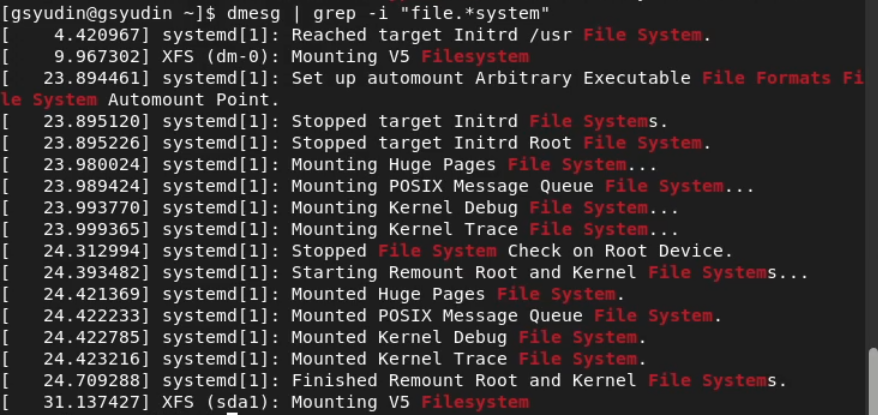 [gsyudin@gsyudin ~]$ dmesg | grep -i "file.*system"
[    4.420967] systemd[1]: Reached target Initrd /usr File System.
[    9.967302] XFS (dm-0): Mounting V5 Filesystem
[   23.894461] systemd[1]: Set up automount Arbitrary Executable File Formats Fi
le System Automount Point.
[   23.895120] systemd[1]: Stopped target Initrd File Systems.
[   23.895226] systemd[1]: Stopped target Initrd Root File System.
[   23.980024] systemd[1]: Mounting Huge Pages File System...
[   23.989424] systemd[1]: Mounting POSIX Message Queue File System...
[   23.993770] systemd[1]: Mounting Kernel Debug File System...
[   23.999365] systemd[1]: Mounting Kernel Trace File System...
[   24.312994] systemd[1]: Stopped File System Check on Root Device.
[   24.393482] systemd[1]: Starting Remount Root and Kernel File Systems...
[   24.421369] systemd[1]: Mounted Huge Pages File System.
[   24.422233] systemd[1]: Mounted POSIX Message Queue File System.
[   24.422785] systemd[1]: Mounted Kernel Debug File System.
[   24.423216] systemd[1]: Mounted Kernel Trace File System.
[   24.709288] systemd[1]: Finished Remount Root and Kernel File Systems.
[   31.137427] XFS (sda1): Mounting V5 Filesystem